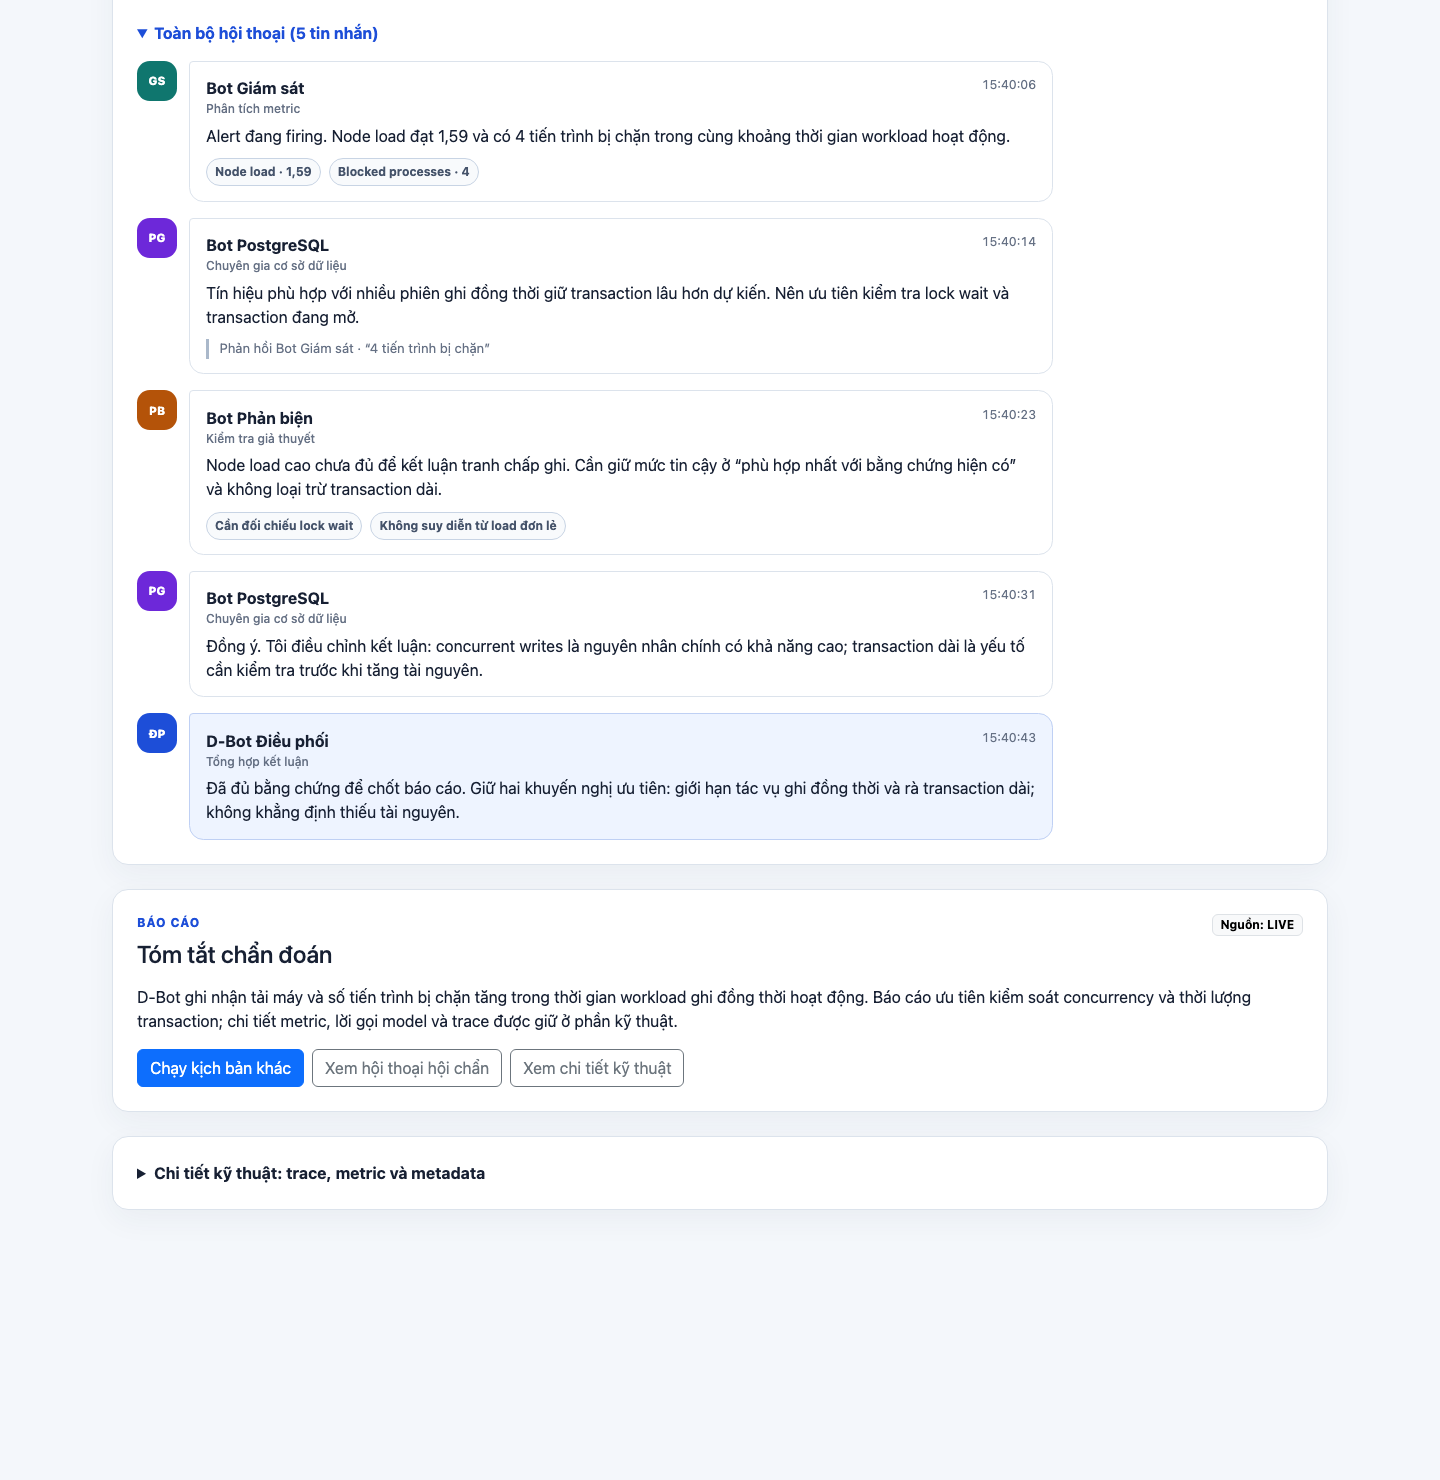 ▼ Toàn bộ hội thoại (5 tin nhắn)
GS
Bot Giám sát
15:40:06
Phân tích metric
Alert đang firing. Node load đạt 1,59 và có 4 tiến trình bị chặn trong cùng khoảng thời gian workload hoạt động.
Node load · 1,59
Blocked processes · 4
PG
Bot PostgreSQL
15:40:14
Chuyên gia cơ sở dữ liệu
Tín hiệu phù hợp với nhiều phiên ghi đồng thời giữ transaction lâu hơn dự kiến. Nên ưu tiên kiểm tra lock wait và
transaction đang mở.
Phản hồi Bot Giám sát · “4 tiến trình bị chặn”
PB
Bot Phản biện
15:40:23
Kiểm tra giả thuyết
Node load cao chưa đủ để kết luận tranh chấp ghi. Cần giữ mức tin cậy ở “phù hợp nhất với bằng chứng hiện có”
và không loại trừ transaction dài.
Cần đối chiếu lock wait
Không suy diễn từ load đơn lẻ
PG
Bot PostgreSQL
15:40:31
Chuyên gia cơ sở dữ liệu
Đồng ý. Tôi điều chỉnh kết luận: concurrent writes là nguyên nhân chính có khả năng cao; transaction dài là yếu tố
cần kiểm tra trước khi tăng tài nguyên.
ĐP
D-Bot Điều phối
15:40:43
Tổng hợp kết luận
Đã đủ bằng chứng để chốt báo cáo. Giữ hai khuyến nghị ưu tiên: giới hạn tác vụ ghi đồng thời và rà transaction dài;
không khẳng định thiếu tài nguyên.
BÁO CÁO
Nguồn: LIVE
Tóm tắt chẩn đoán
D-Bot ghi nhận tải máy và số tiến trình bị chặn tăng trong thời gian workload ghi đồng thời hoạt động. Báo cáo ưu tiên kiểm soát concurrency và thời lượng
transaction; chi tiết metric, lời gọi model và trace được giữ ở phần kỹ thuật.
Chạy kịch bản khác
Xem hội thoại hội chẩn
Xem chi tiết kỹ thuật
▶ Chi tiết kỹ thuật: trace, metric và metadata